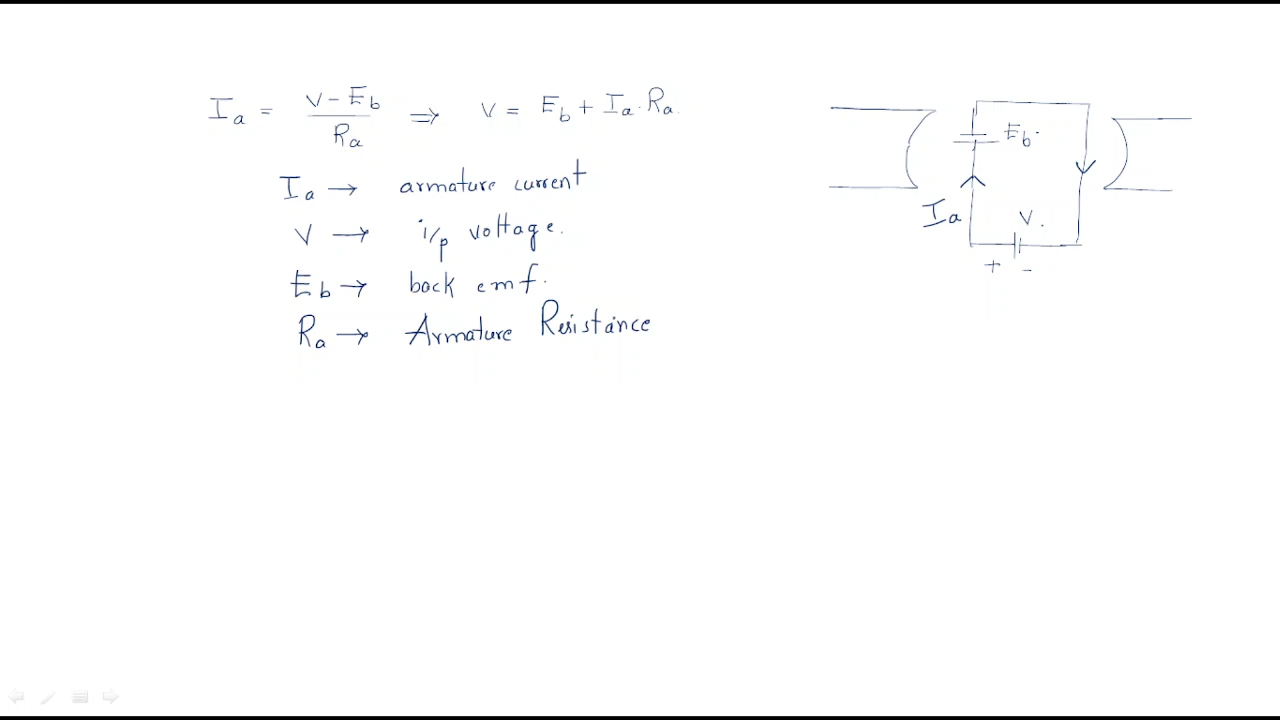 Ia = V - Eb / Ra ⇒ V = Eb + Ia . Ra.
Ia → armature current
V → i/p voltage.
Eb → back emf.
Ra → Armature Resistance
Eb.
Ia
V.
+ -